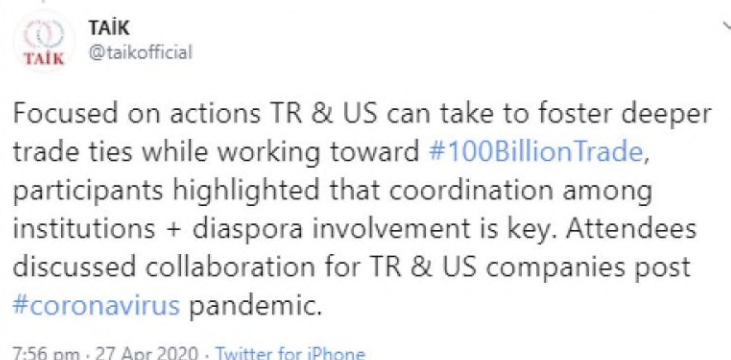 TAİK
@taikofficial
TAİK
Focused on actions TR & US can take to foster deeper
trade ties while working toward #100BillionTrade,
participants highlighted that coordination among
institutions + diaspora involvement is key. Attendees
discussed collaboration for TR & US companies post
#coronavirus pandemic.
7:56 pm · 27 Apr 2020 · Twitter for iPhone